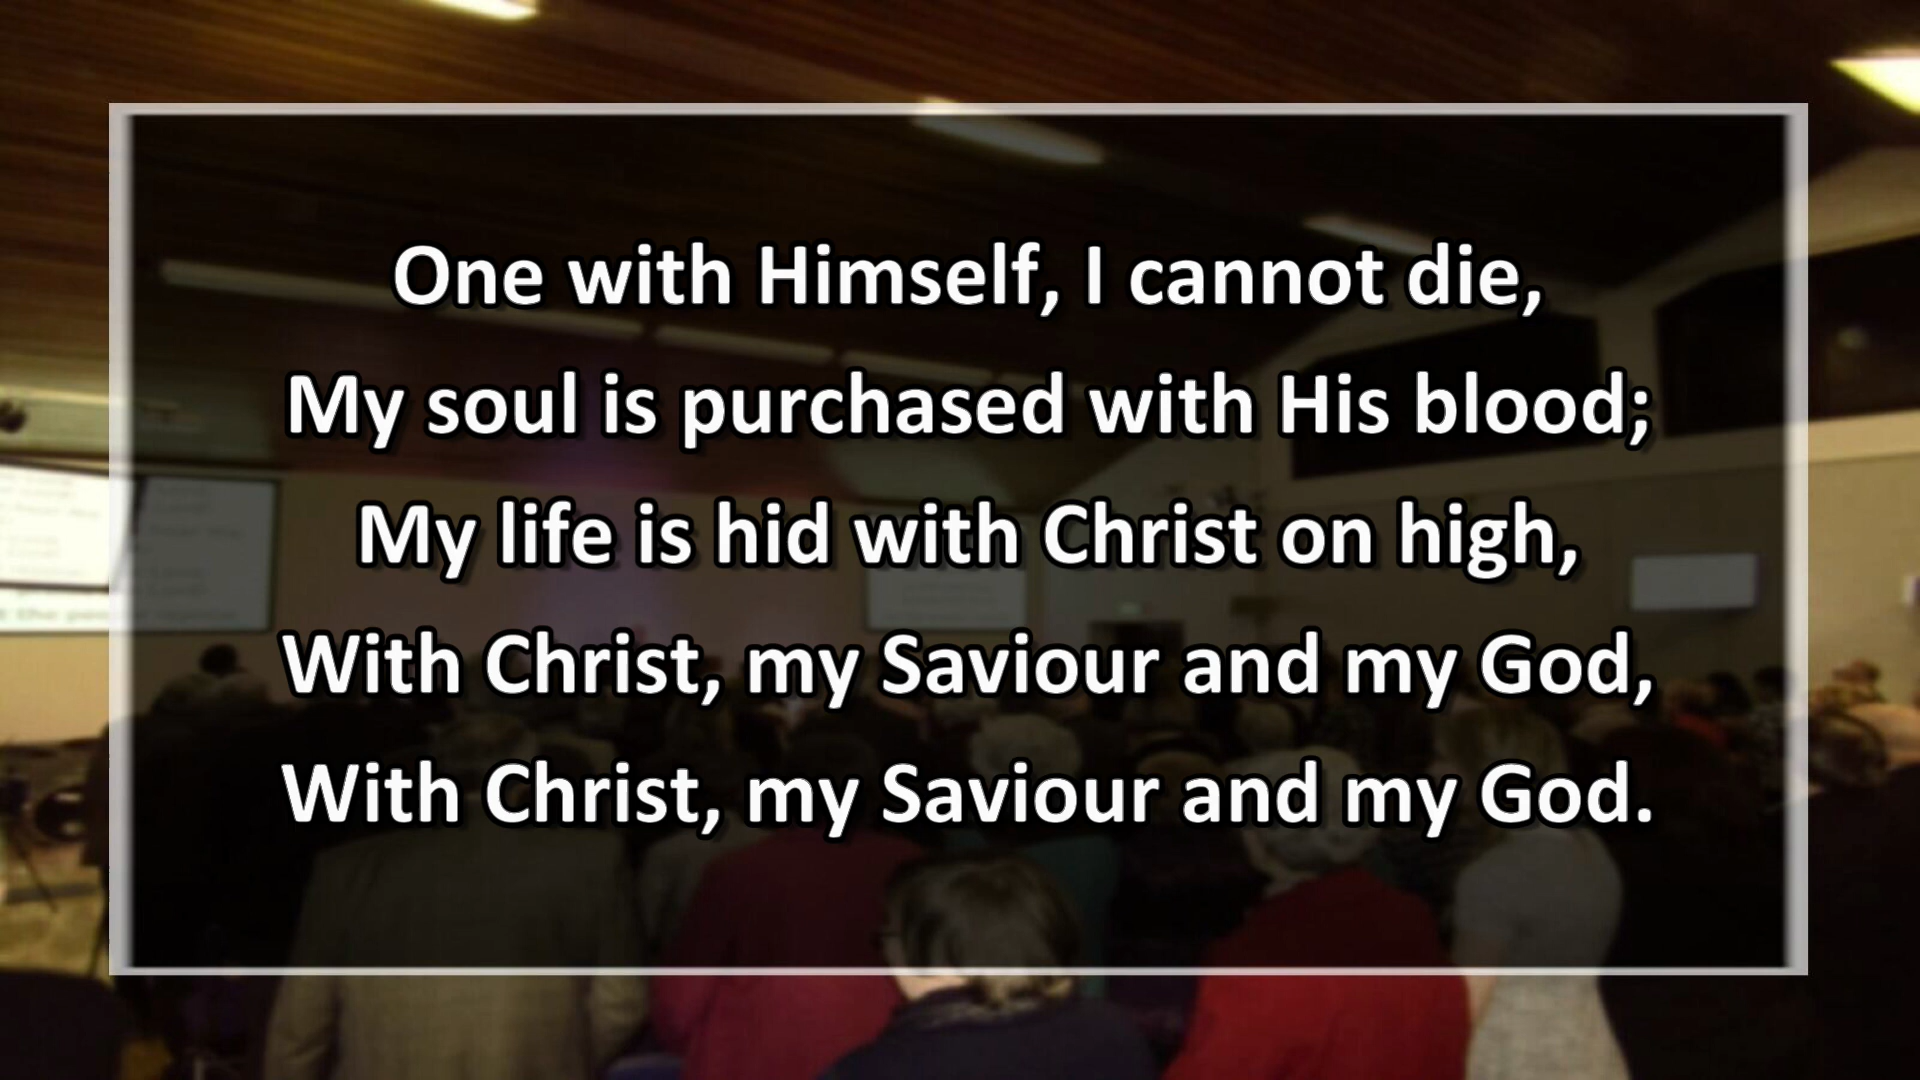 One with Himself, I cannot die,
My soul is purchased with His blood;
My life is hid with Christ on high,
With Christ, my Saviour and my God,
With Christ, my Saviour and my God.